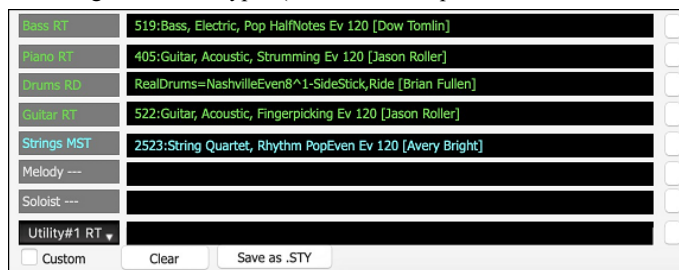 Bass RT 519:Bass, Electric, Pop HalfNotes Ev 120 [Dow Tomlin]
Piano RT 405:Guitar, Acoustic, Strumming Ev 120 [Jason Roller]
Drums RD RealDrums=NashvilleEven8^1-SideStick,Ride [Brian Fullen]
Guitar RT 522:Guitar, Acoustic, Fingerpicking Ev 120 [Jason Roller]
Strings MST 2523:String Quartet, Rhythm PopEven Ev 120 [Avery Bright]
Melody ---
Soloist ---
Utility#1 RT
Custom Clear Save as .STY